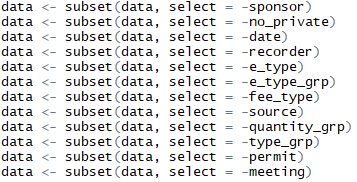 data <- subset(data, select = -sponsor)
data <- subset(data, select = -no_private)
data <- subset(data, select = -date)
data <- subset(data, select = -recorder)
data <- subset(data, select = -e_type)
data <- subset(data, select = -e_type_grp)
data <- subset(data, select = -fee_type)
data <- subset(data, select = -source)
data <- subset(data, select = -quantity_grp)
data <- subset(data, select = -type_grp)
data <- subset(data, select = -permit)
data <- subset(data, select = -meeting)